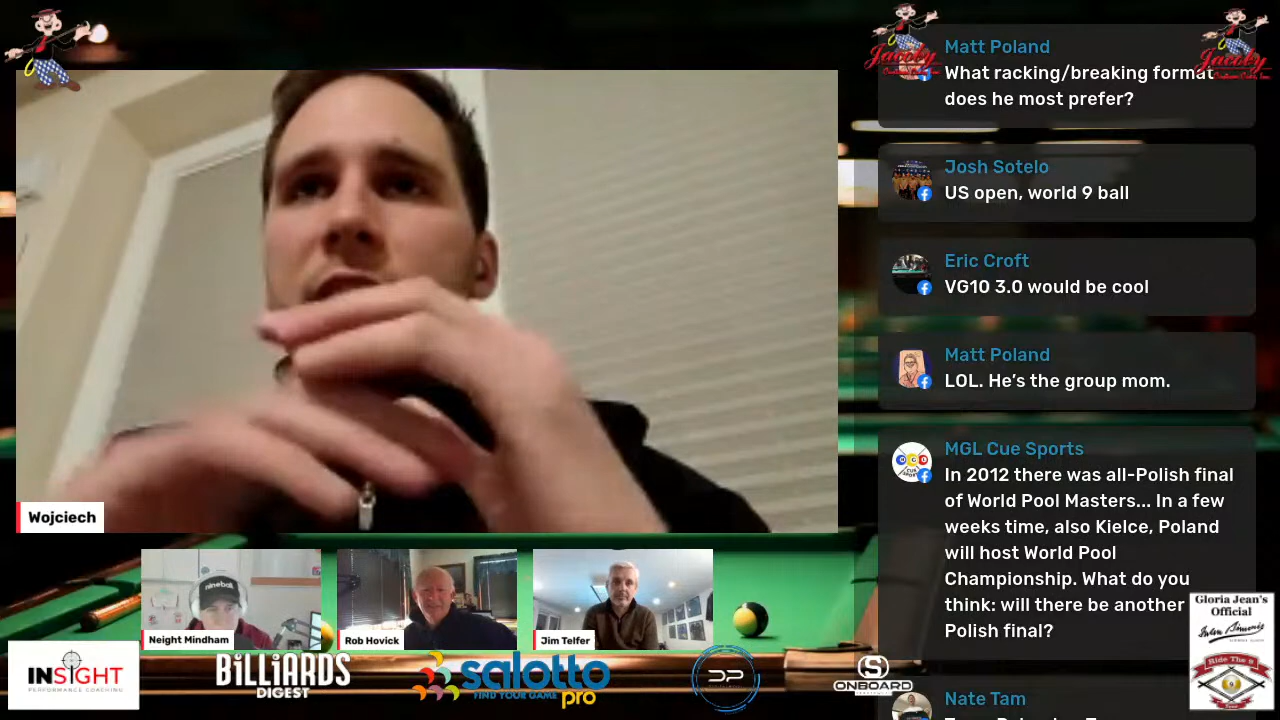 Matt Poland
What racking/breaking format
does he most prefer?
Josh Sotelo
US open, world 9 ball
Eric Croft
VG10 3.0 would be cool
Matt Poland
LOL. He's the group mom.
MGL Cue Sports
In 2012 there was all-Polish final
of World Pool Masters... In a few
weeks time, also Kielce, Poland
will host World Pool
Championship. What do you
think: will there be another
Polish final?
Nate Tam
Jacoby
Jacoby
Wojciech
nineball
Neight Mindham
Rob Hovick
Jim Telfer
INSIGHT
PERFORMANCE COACHING
BILLIARDS
DIGEST
salotto
FIND YOUR GAME
pro
DP
S
ONBOARD
Gloria Jean's
Official
Ride The 9